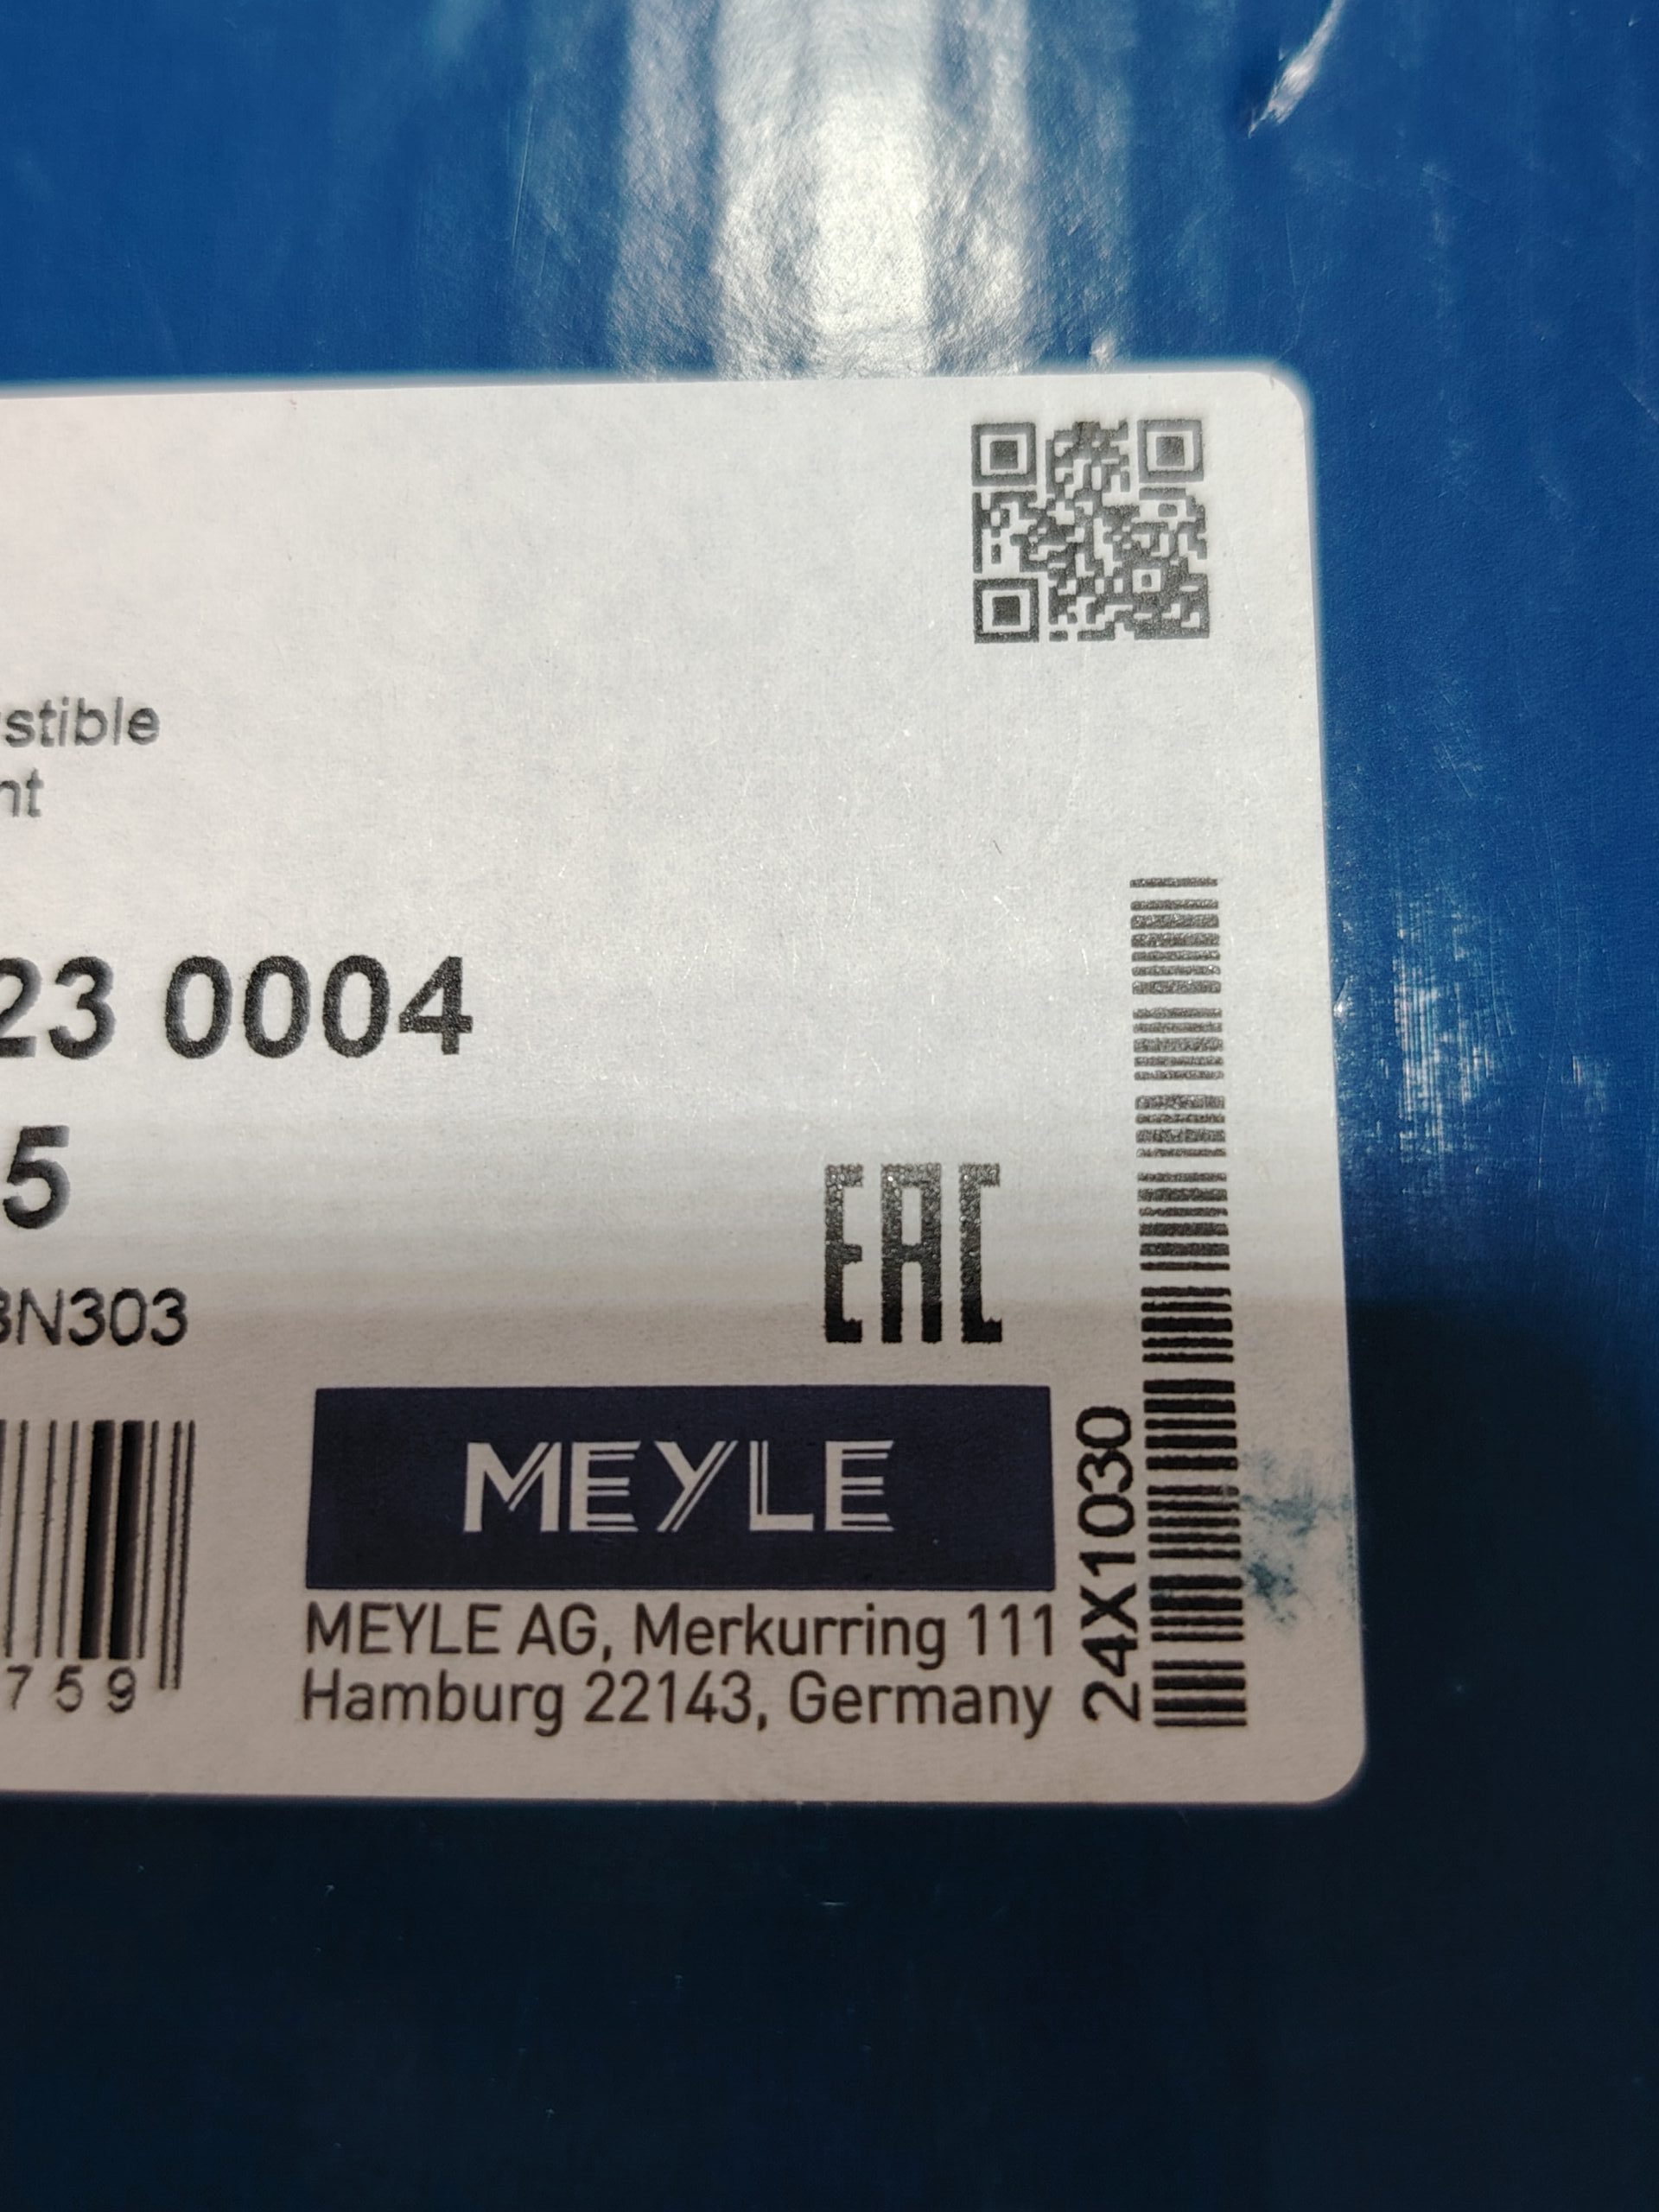 stible
nt
23 0004
5
3N303
EAC
MEYLE
759
MEYLE AG, Merkurring 111
Hamburg 22143, Germany
24X1030